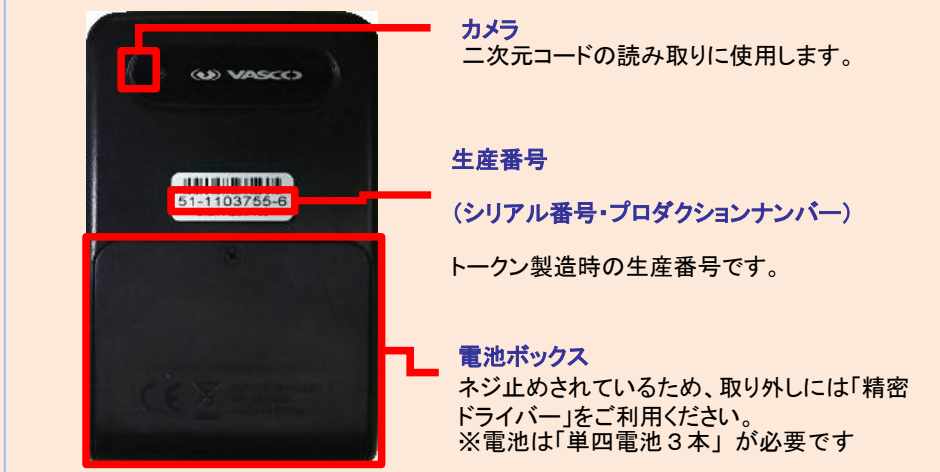 カメラ
二次元コードの読み取りに使用します。
VASCO
生産番号
51-1103755-6
（シリアル番号・プロダクションナンバー）
トークン製造時の生産番号です。
電池ボックス
ネジ止めされているため、取り外しには「精密
ドライバー」をご利用ください。
※電池は「単四電池３本」が必要です
CE